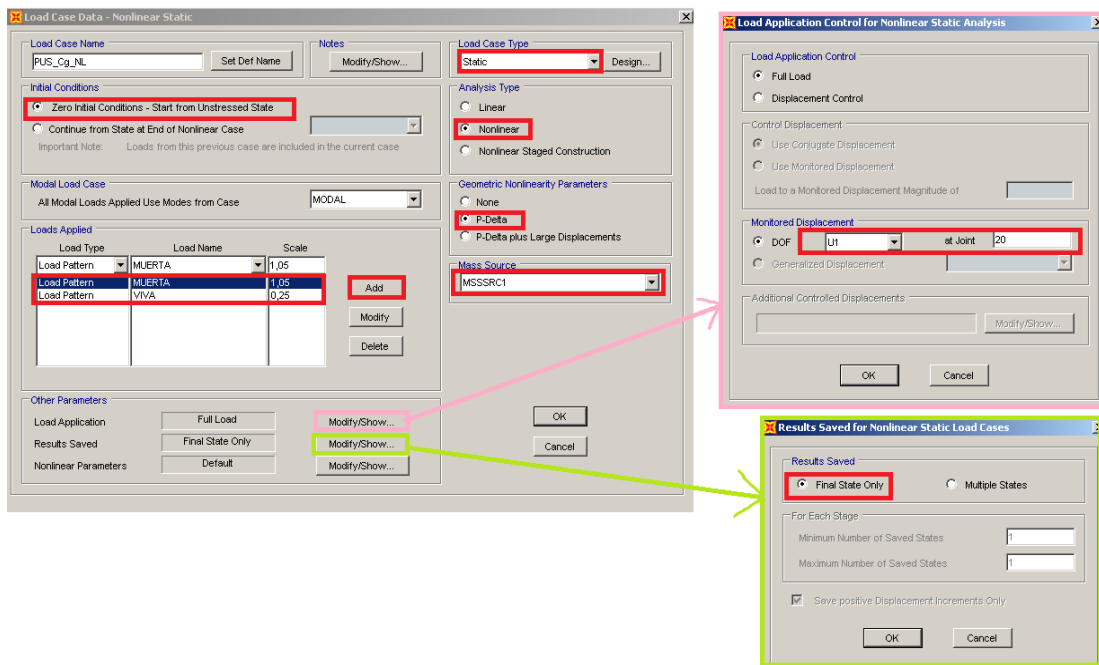 Load Case Data - Nonlinear Static
Load Case Name
PUS_Cg_NL
Set Def Name
Notes
Modify/Show...
Load Case Type
Static
Design...
Initial Conditions
Zero Initial Conditions - Start from Unstressed State
Continue from State at End of Nonlinear Case
Important Note: Loads from this previous case are included in the current case
Analysis Type
Linear
Nonlinear
Nonlinear Staged Construction
Modal Load Case
All Modal Loads Applied Use Modes from Case
MODAL
Geometric Nonlinearity Parameters
None
P-Delta
P-Delta plus Large Displacements
Loads Applied
Load Type Load Name Scale
Load Pattern MUERTA 1,05
Load Pattern MUERTA 1,05
Load Pattern VIVA 0,25
Add
Modify
Delete
Mass Source
MSSSRC1
Other Parameters
Load Application Full Load Modify/Show...
Results Saved Final State Only Modify/Show...
Nonlinear Parameters Default Modify/Show...
OK
Cancel
Load Application Control for Nonlinear Static Analysis
Load Application Control
Full Load
Displacement Control
Control Displacement
Use Conjugate Displacement
Use Monitored Displacement
Load to a Monitored Displacement Magnitude of
Monitored Displacement
DOF U1 at Joint 20
Generalized Displacement
Additional Controlled Displacements
Modify/Show...
OK Cancel
Results Saved for Nonlinear Static Load Cases
Results Saved
Final State Only Multiple States
For Each Stage
Minimum Number of Saved States 1
Maximum Number of Saved States 1
Save positive Displacement Increments Only
OK Cancel